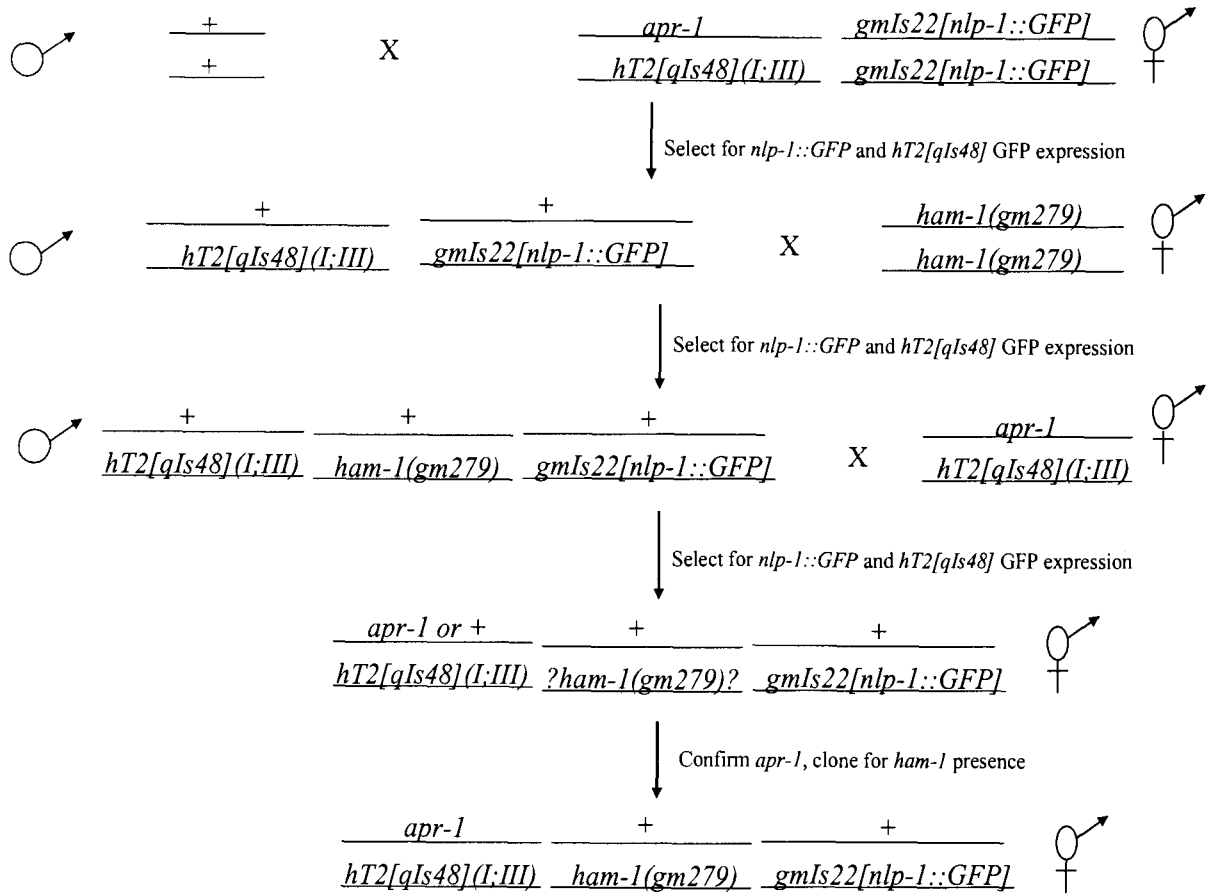 + X apr-1 gmIs22[nlp-1::GFP]
+ hT2[qIs48](I;III) gmIs22[nlp-1::GFP]
Select for nlp-1::GFP and hT2[qIs48] GFP expression
+ + ham-1(gm279)
hT2[qIs48](I;III) gmIs22[nlp-1::GFP] X ham-1(gm279)
Select for nlp-1::GFP and hT2[qIs48] GFP expression
+ + + apr-1
hT2[qIs48](I;III) ham-1(gm279) gmIs22[nlp-1::GFP] X hT2[qIs48](I;III)
Select for nlp-1::GFP and hT2[qIs48] GFP expression
apr-1 or + + +
hT2[qIs48](I;III) ?ham-1(gm279)? gmIs22[nlp-1::GFP]
Confirm apr-1, clone for ham-1 presence
apr-1 + +
hT2[qIs48](I;III) ham-1(gm279) gmIs22[nlp-1::GFP]